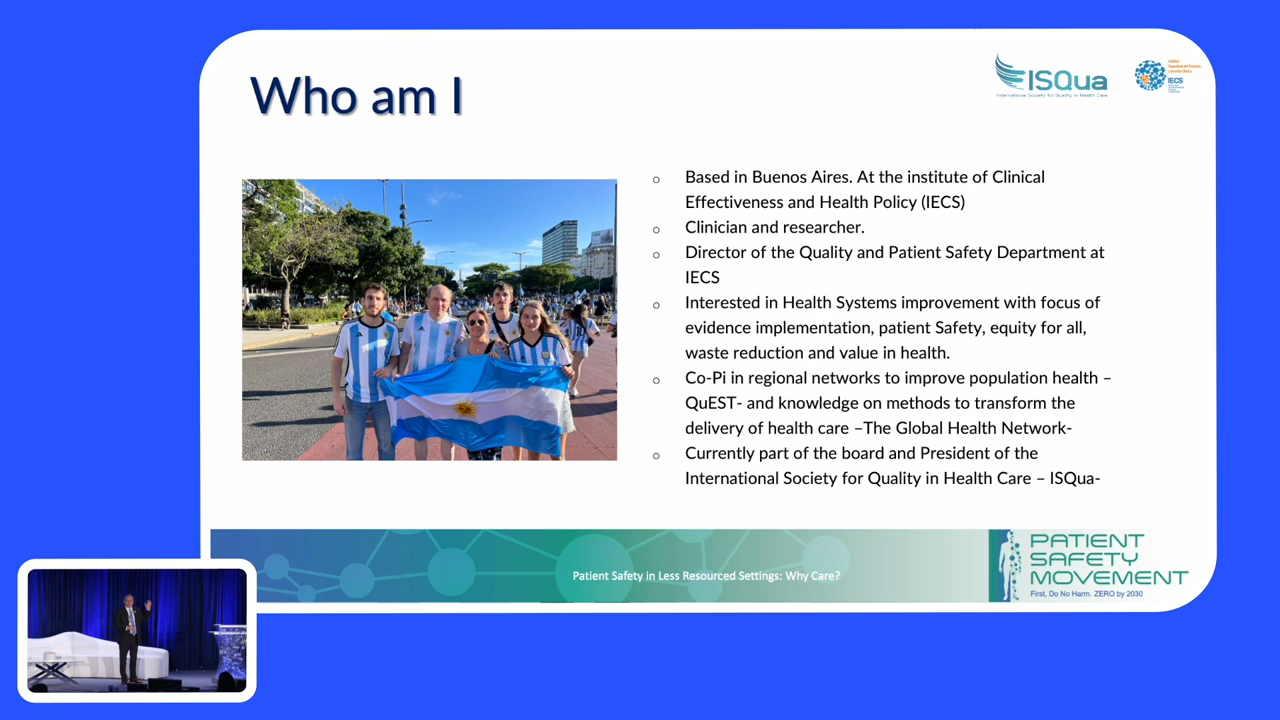 Who am I
ISQua
International Society for Quality in Health Care
IECS
Based in Buenos Aires. At the institute of Clinical
Effectiveness and Health Policy (IECS)
Clinician and researcher.
Director of the Quality and Patient Safety Department at
IECS
Interested in Health Systems improvement with focus of
evidence implementation, patient Safety, equity for all,
waste reduction and value in health.
Co-Pi in regional networks to improve population health –
QuEST- and knowledge on methods to transform the
delivery of health care –The Global Health Network-
Currently part of the board and President of the
International Society for Quality in Health Care – ISQua-
Patient Safety in Less Resourced Settings: Why Care?
PATIENT
SAFETY
MOVEMENT
First, Do No Harm. ZERO by 2030